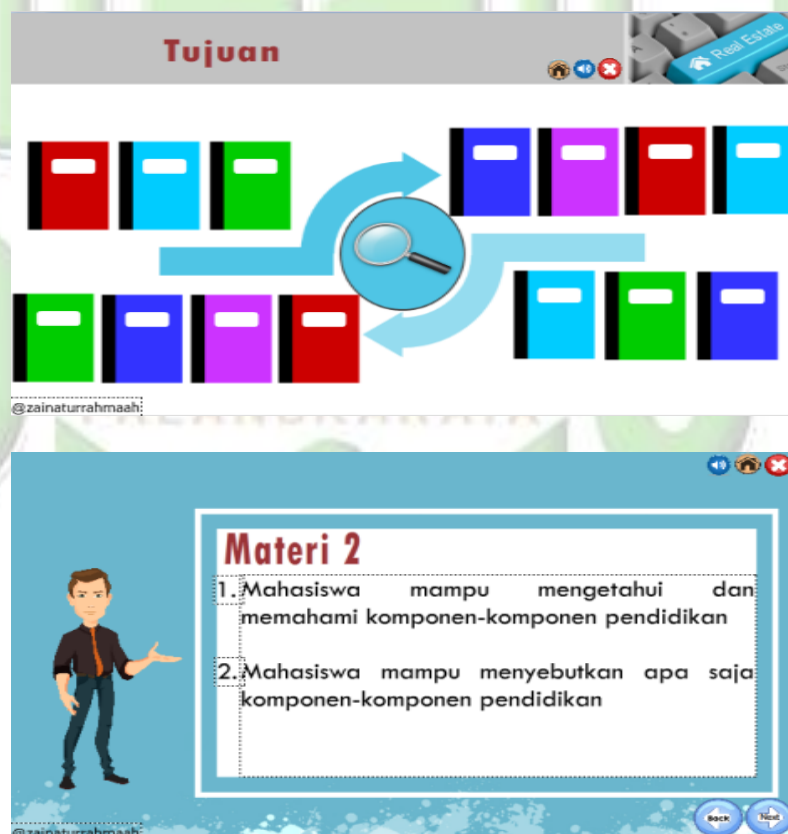 Tujuan
Real Estate
@zainaturrahmaah
Materi 2
1. Mahasiswa mampu mengetahui dan
memahami komponen-komponen pendidikan
2. Mahasiswa mampu menyebutkan apa saja
komponen-komponen pendidikan
Back Next
@zainaturrahmaah